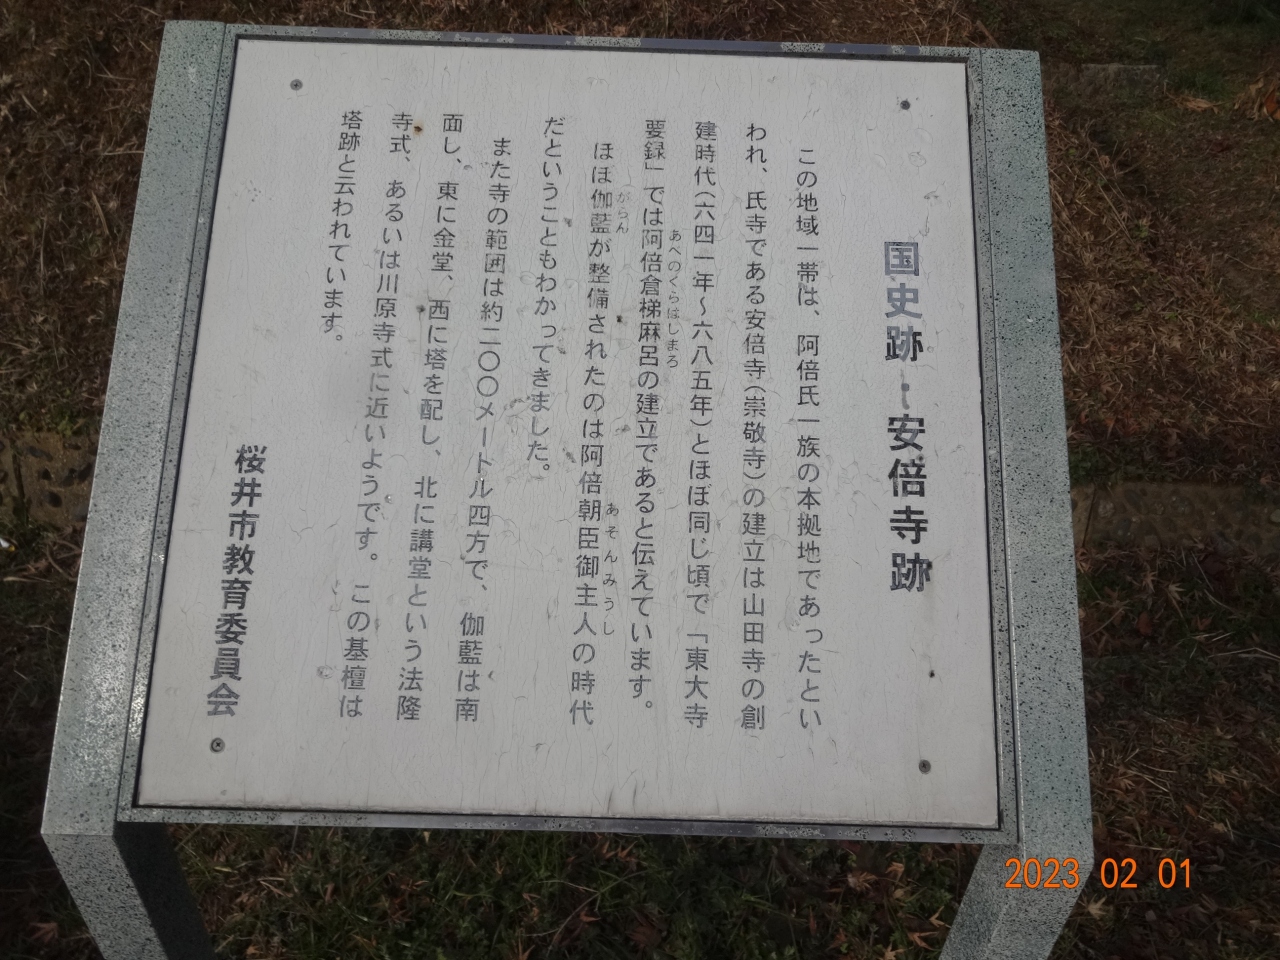 国史跡:安倍寺跡
この地域一帯は、阿倍氏一族の本拠地であったとい
われ、氏寺である安倍寺(崇敬寺)の建立は山田寺の創
建時代(六四一年～六八五年)とほぼ同じ頃で「東大寺
要録」では阿倍倉梯麻呂の建立であると伝えています。
あべのくらはしまろ
ほぼ伽藍が整備されたのは阿倍朝臣御主人の時代
がらん
あそんみうし
だということもわかってきました。
また寺の範囲は約二〇〇メートル四方で、伽藍は南
面し、東に金堂、西に塔を配し、北に講堂という法隆
寺式、あるいは川原寺式に近いようです。この基檀は
塔跡と云われています。
桜井市教育委員会
2023 02 01